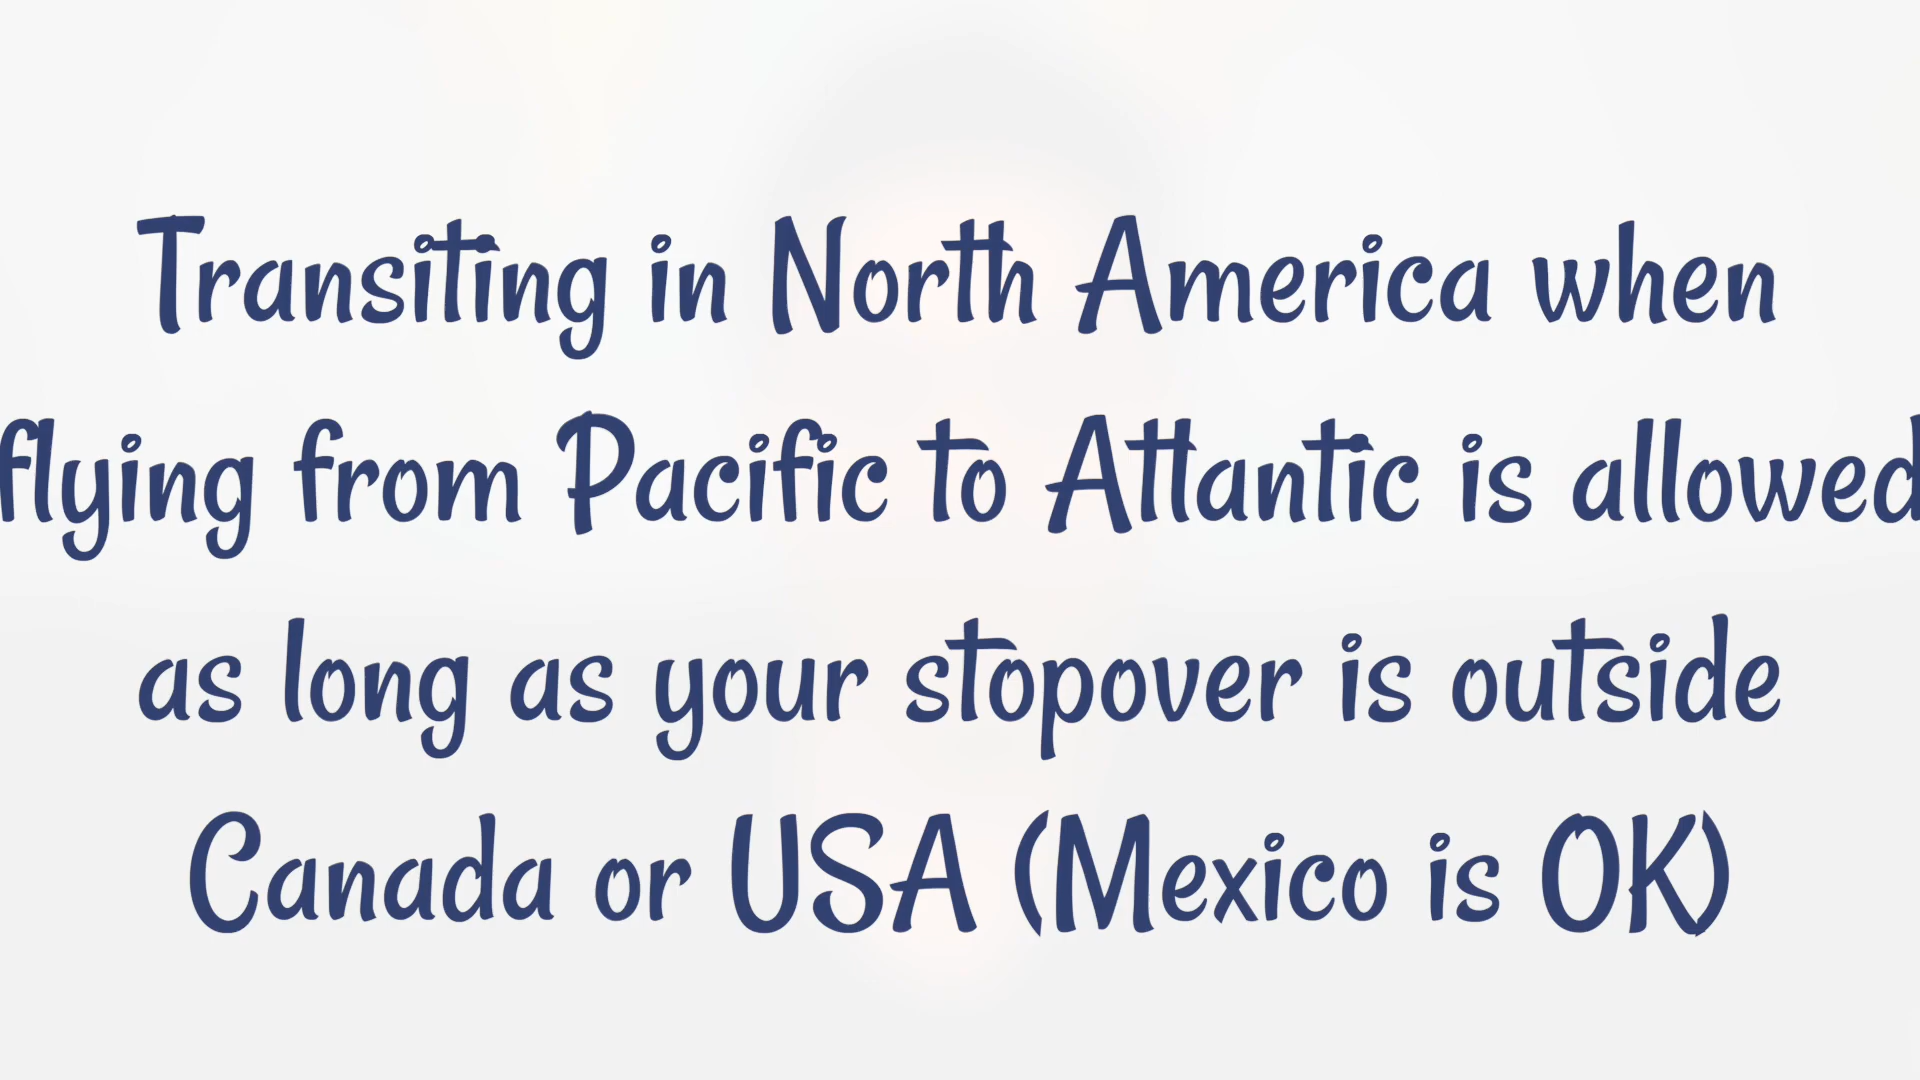 Transiting in North America when
flying from Pacific to Atlantic is allowed
as long as your stopover is outside
Canada or USA (Mexico is OK)